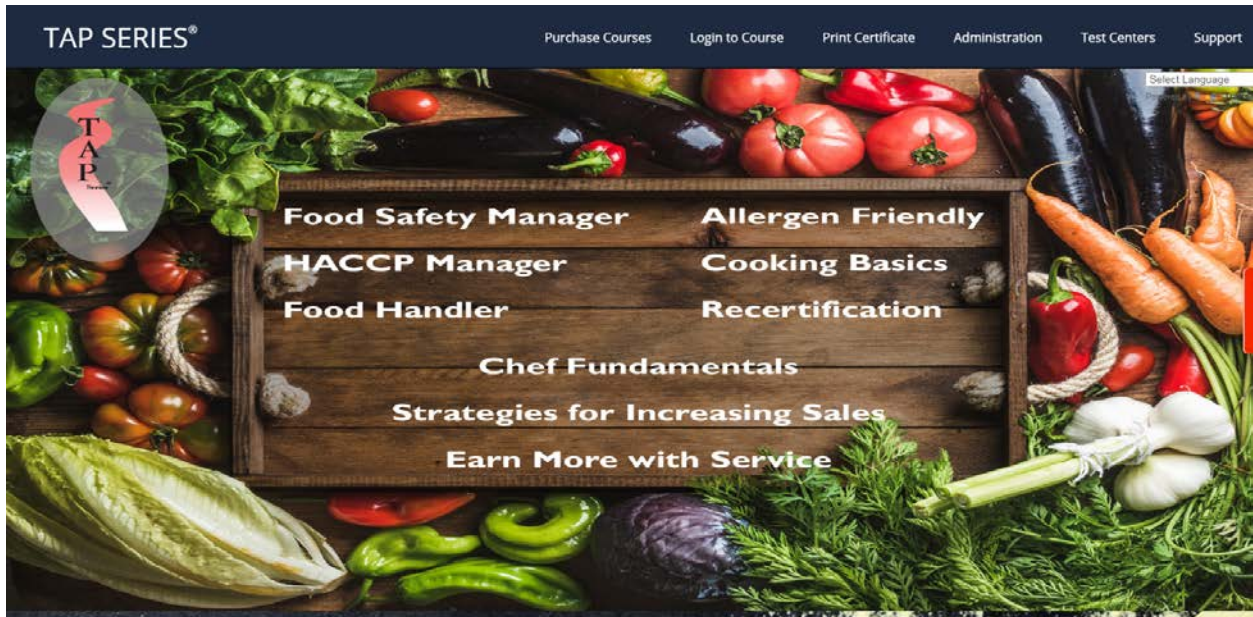 TAP SERIES®
Purchase Courses Login to Course Print Certificate Administration Test Centers Support
Select Language
T
A
P
Series®
Food Safety Manager Allergen Friendly
HACCP Manager Cooking Basics
Food Handler Recertification
Chef Fundamentals
Strategies for Increasing Sales
Earn More with Service